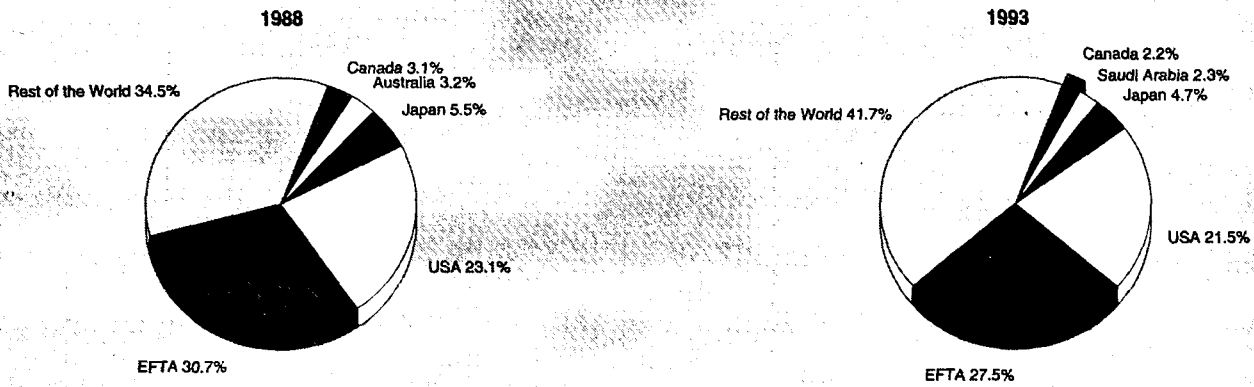 1988
Canada 3.1%
Australia 3.2%
Rest of the World 34.5%
Japan 5.5%
USA 23.1%
EFTA 30.7%
1993
Canada 2.2%
Saudi Arabia 2.3%
Japan 4.7%
Rest of the World 41.7%
USA 21.5%
EFTA 27.5%